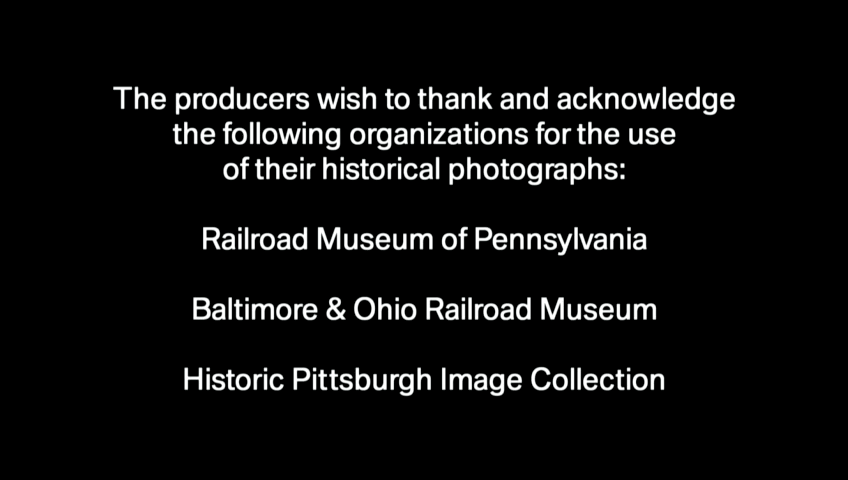 The producers wish to thank and acknowledge
the following organizations for the use
of their historical photographs:
Railroad Museum of Pennsylvania
Baltimore & Ohio Railroad Museum
Historic Pittsburgh Image Collection